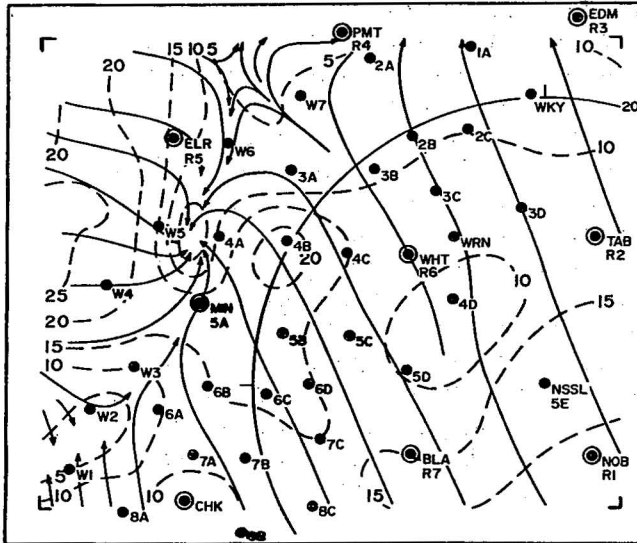 EDM
R3
PMT
R4
15 10 5
5
1A
10
2A
20
W7
WKY
20
ELR
R5
W6
2B
2C
20
3A
3B
10
3C
3D
W5
4A
4B
4C
WHT
R6
WRN
TAB
R2
20
10
W4
25
4D
15
20
MIN
5A
15
5B
5C
10
W3
5D
6B
6C
6D
NSSL
5E
W2
6A
7C
7A
7B
BLA
R7
NOB
R1
5
W1
10
10
CHK
15
8A
8C